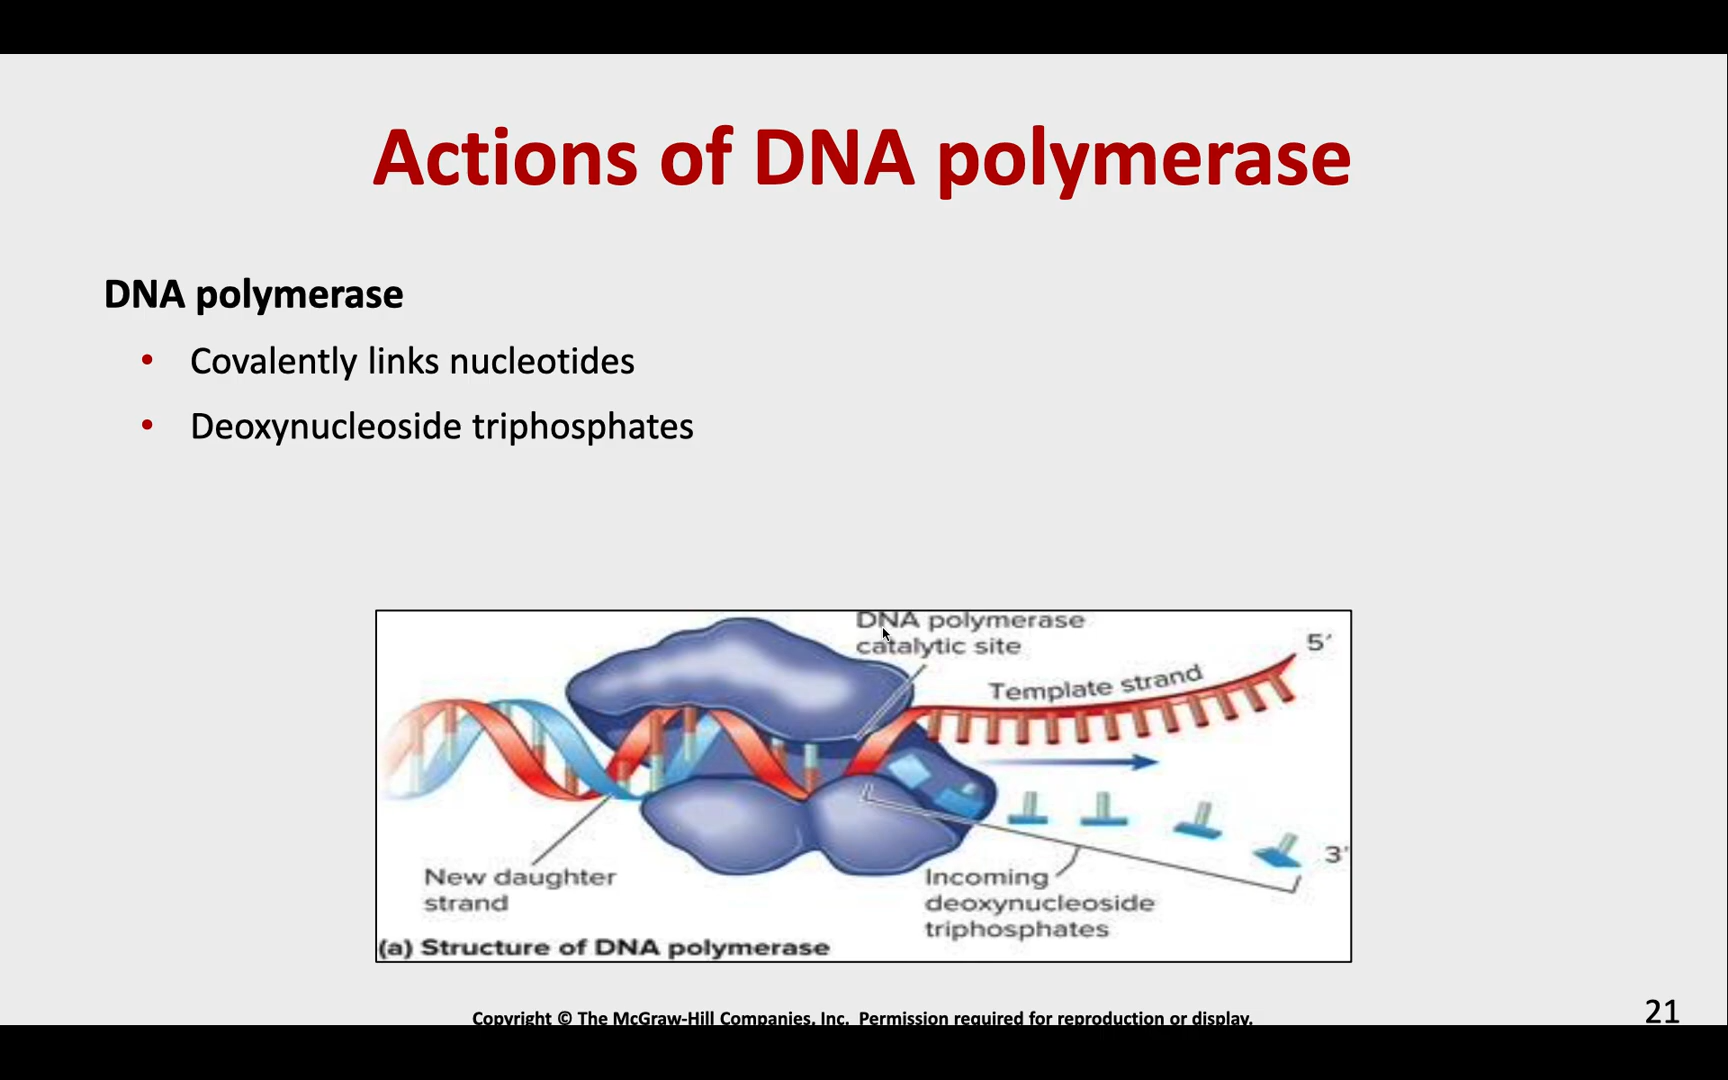 Actions of DNA polymerase
DNA polymerase
• Covalently links nucleotides
• Deoxynucleoside triphosphates
DNA polymerase
catalytic site
5′
Template strand
3′
New daughter
strand
Incoming
deoxynucleoside
triphosphates
(a) Structure of DNA polymerase
Copyright © The McGraw-Hill Companies, Inc. Permission required for reproduction or display.
21